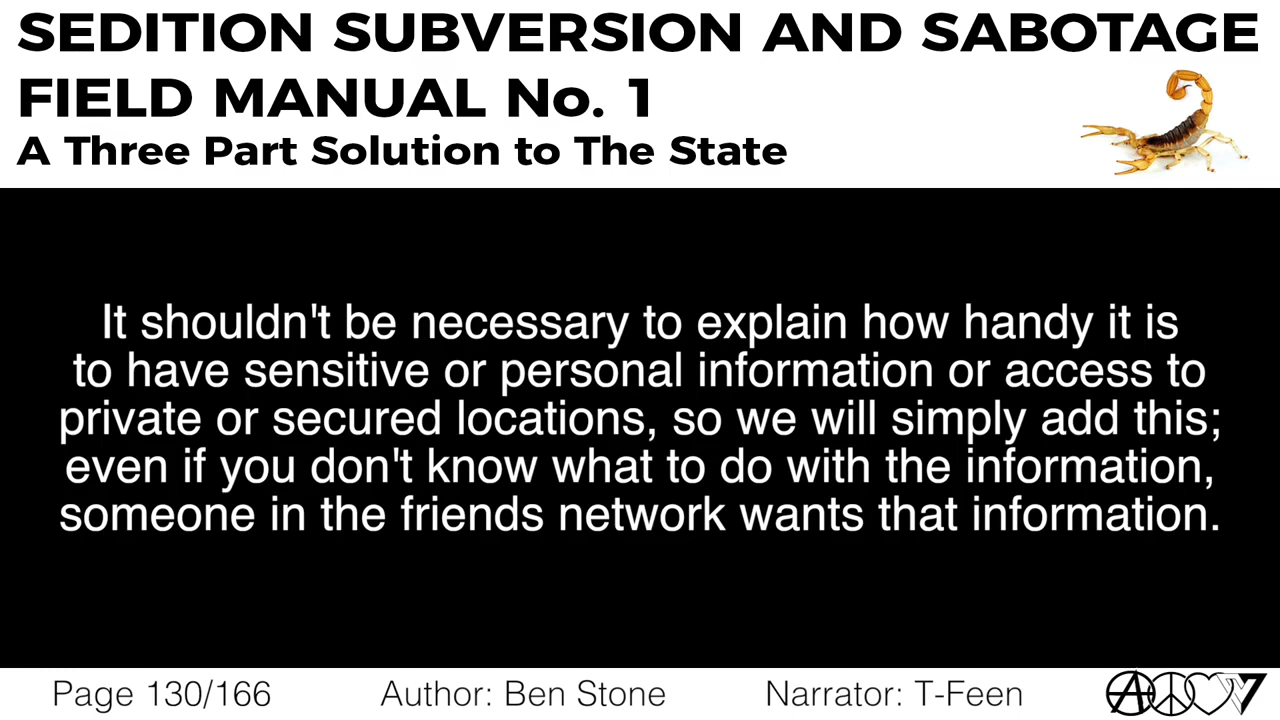 SEDITION SUBVERSION AND SABOTAGE
FIELD MANUAL No. 1
A Three Part Solution to The State
It shouldn't be necessary to explain how handy it is
to have sensitive or personal information or access to
private or secured locations, so we will simply add this;
even if you don't know what to do with the information,
someone in the friends network wants that information.
Page 130/166 Author: Ben Stone Narrator: T-Feen